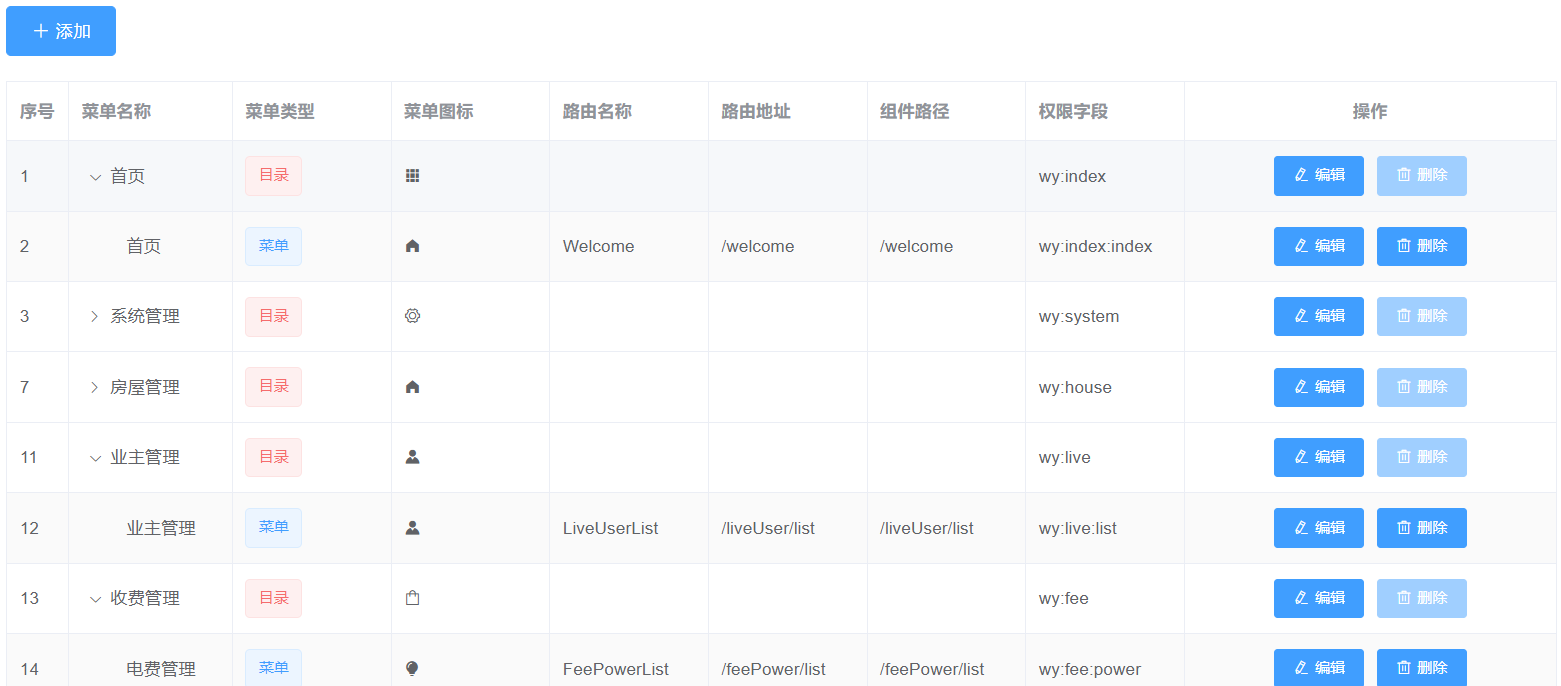 添加
序号 菜单名称 菜单类型 菜单图标 路由名称 路由地址 组件路径 权限字段 操作
1 首页 目录 wy:index 编辑 删除
2 首页 菜单 Welcome /welcome /welcome wy:index:index 编辑 删除
3 系统管理 目录 wy:system 编辑 删除
7 房屋管理 目录 wy:house 编辑 删除
11 业主管理 目录 wy:live 编辑 删除
12 业主管理 菜单 LiveUserList /liveUser/list /liveUser/list wy:live:list 编辑 删除
13 收费管理 目录 wy:fee 编辑 删除
14 电费管理 菜单 FeePowerList /feePower/list /feePower/list wy:fee:power 编辑 删除